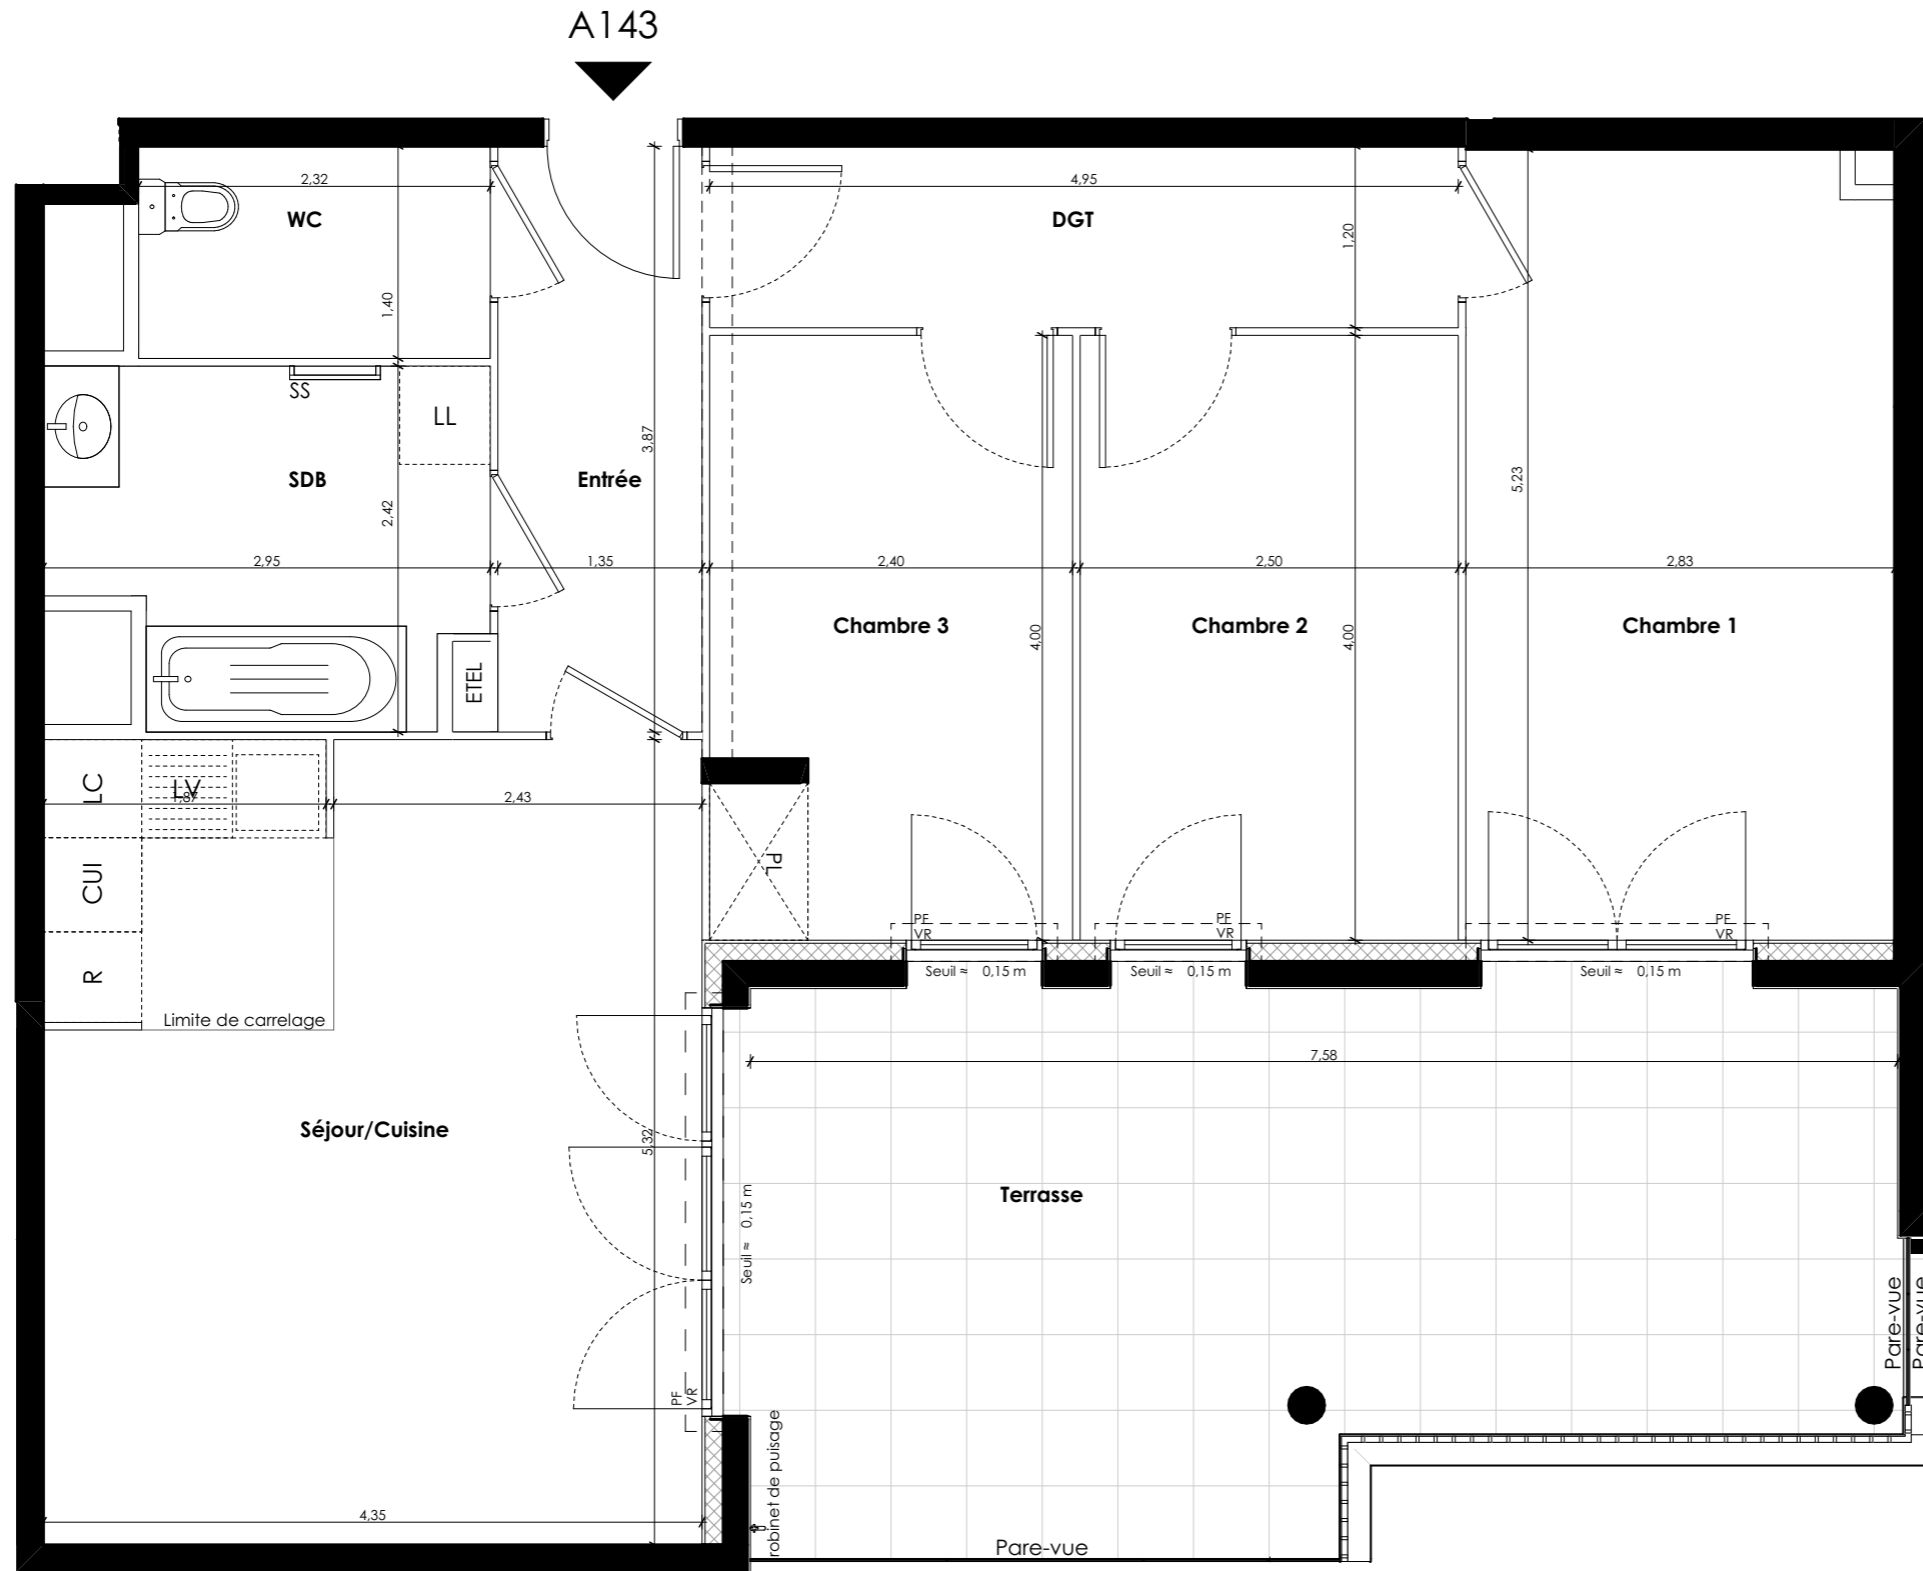 A143
2,32
4,95
WC
DGT
1,20
1,40
SS
LL
3,87
SDB
Entrée
5,23
2,42
2,95
1,35
2,40
2,50
2,83
Chambre 3
Chambre 2
Chambre 1
4,00
4,00
ETEL
LC
LV
1,87
2,43
CUI
PL
R
PF
VR
PF
VR
PF
VR
Seuil ≈ 0,15 m
Seuil ≈ 0,15 m
Seuil ≈ 0,15 m
Limite de carrelage
7,58
Séjour/Cuisine
5,32
Seuil ≈ 0,15 m
Terrasse
Pare-vue
Pare-vue
PF
VR
robinet de puisage
4,35
Pare-vue